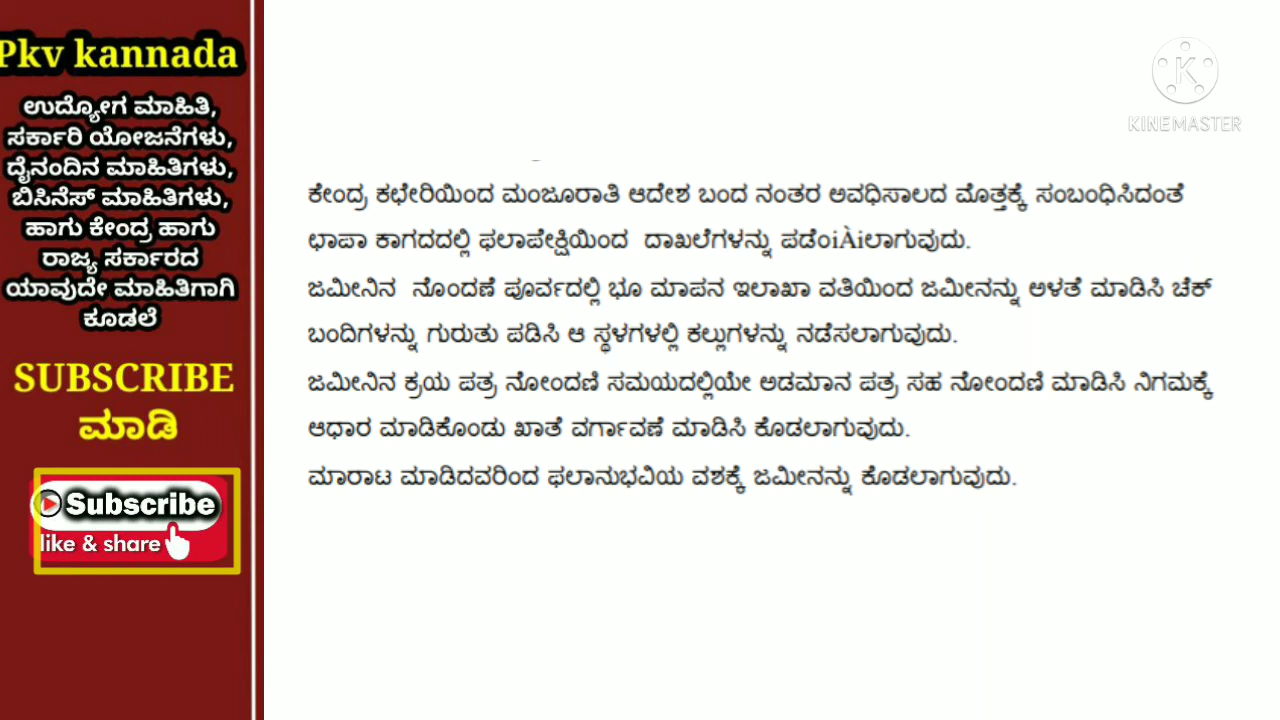 Pkv kannada
ಉದ್ಯೋಗ ಮಾಹಿತಿ,
ಸರ್ಕಾರಿ ಯೋಜನೆಗಳು,
ದೈನಂದಿನ ಮಾಹಿತಿಗಳು,
ಬಿಸಿನೆಸ್ ಮಾಹಿತಿಗಳು,
ಹಾಗು ಕೇಂದ್ರ ಹಾಗು
ರಾಜ್ಯ ಸರ್ಕಾರದ
ಯಾವುದೇ ಮಾಹಿತಿಗಾಗಿ
ಕೂಡಲೆ
SUBSCRIBE
ಮಾಡಿ
Subscribe
like & share
KINEMASTER
ಕೇಂದ್ರ ಕಛೇರಿಯಿಂದ ಮಂಜೂರಾತಿ ಆದೇಶ ಬಂದ ನಂತರ ಅವಧಿಸಾಲದ ಮೊತ್ತಕ್ಕೆ ಸಂಬಂಧಿಸಿದಂತೆ
ಛಾಪಾ ಕಾಗದದಲ್ಲಿ ಫಲಾಪೇಕ್ಷಿಯಿಂದ ದಾಖಲೆಗಳನ್ನು ಪಡೆಂiÀiಲಾಗುವುದು.
ಜಮೀನಿನ ನೊಂದಣೆ ಪೂರ್ವದಲ್ಲಿ ಭೂ ಮಾಪನ ಇಲಾಖಾ ವತಿಯಿಂದ ಜಮೀನನ್ನು ಅಳತೆ ಮಾಡಿಸಿ ಚೆಕ್
ಬಂದಿಗಳನ್ನು ಗುರುತು ಪಡಿಸಿ ಆ ಸ್ಥಳಗಳಲ್ಲಿ ಕಲ್ಲುಗಳನ್ನು ನಡೆಸಲಾಗುವುದು.
ಜಮೀನಿನ ಕ್ರಯ ಪತ್ರ ನೋಂದಣಿ ಸಮಯದಲ್ಲಿಯೇ ಅಡಮಾನ ಪತ್ರ ಸಹ ನೋಂದಣಿ ಮಾಡಿಸಿ ನಿಗಮಕ್ಕೆ
ಆಧಾರ ಮಾಡಿಕೊಂಡು ಖಾತೆ ವರ್ಗಾವಣೆ ಮಾಡಿಸಿ ಕೊಡಲಾಗುವುದು.
ಮಾರಾಟ ಮಾಡಿದವರಿಂದ ಫಲಾನುಭವಿಯ ವಶಕ್ಕೆ ಜಮೀನನ್ನು ಕೊಡಲಾಗುವುದು.